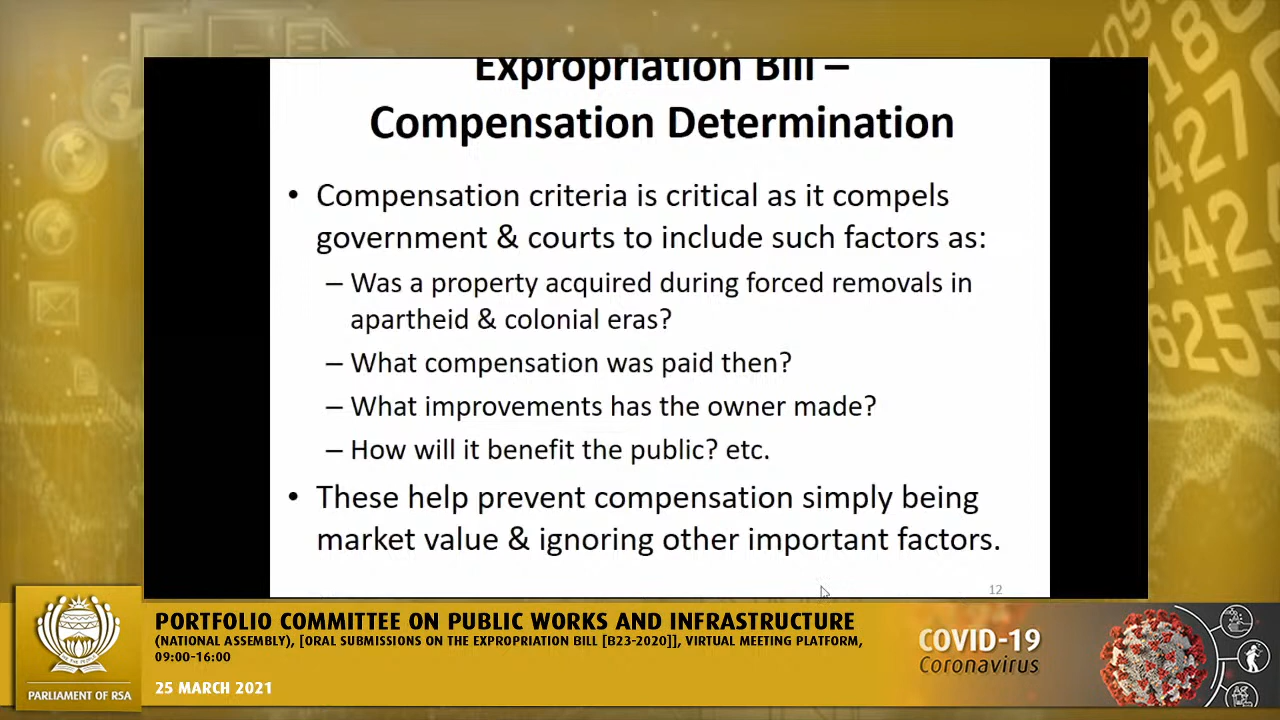 Expropriation Bill –
Compensation Determination
• Compensation criteria is critical as it compels
government & courts to include such factors as:
– Was a property acquired during forced removals in
apartheid & colonial eras?
– What compensation was paid then?
– What improvements has the owner made?
– How will it benefit the public? etc.
• These help prevent compensation simply being
market value & ignoring other important factors.
12
PORTFOLIO COMMITTEE ON PUBLIC WORKS AND INFRASTRUCTURE
(NATIONAL ASSEMBLY), [ORAL SUBMISSIONS ON THE EXPROPRIATION BILL [B23-2020]], VIRTUAL MEETING PLATFORM,
09:00-16:00
25 MARCH 2021
PARLIAMENT OF RSA
COVID-19
Coronavirus